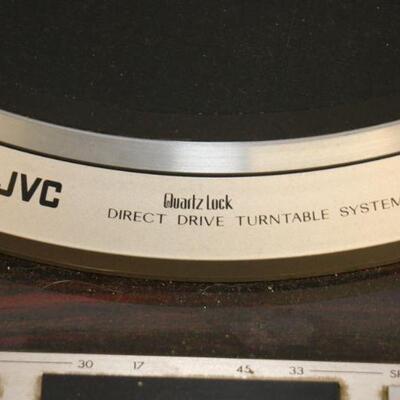 JVC
Quartz Lock
DIRECT DRIVE TURNTABLE SYSTEM
30 17 45 33